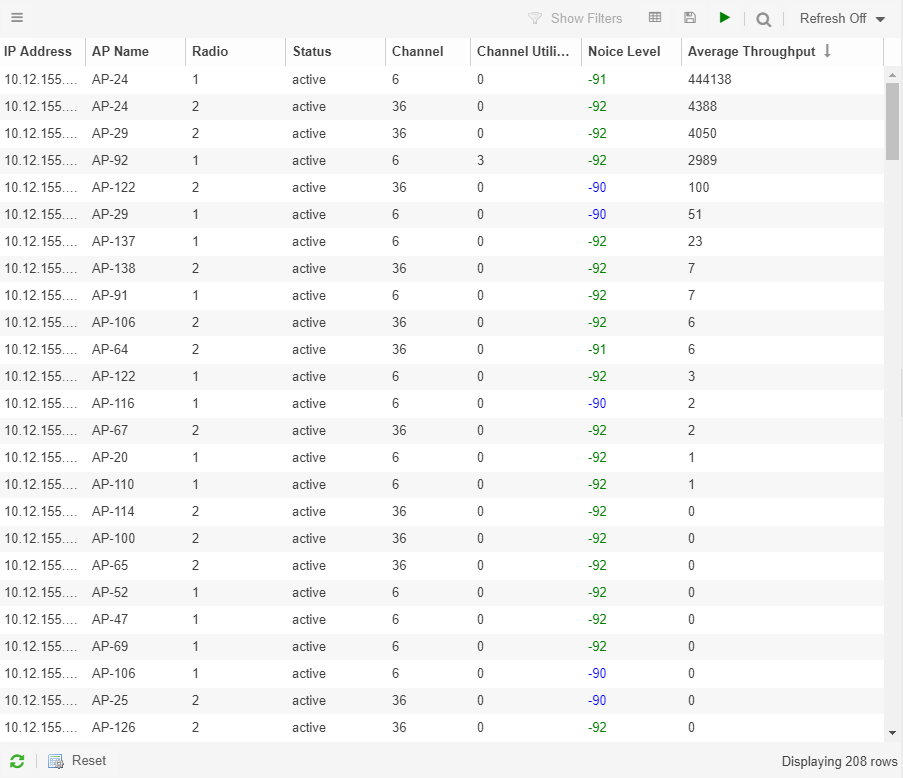 Show Filters Refresh Off
IP Address AP Name Radio Status Channel Channel Utili... Noice Level Average Throughput
10.12.155.... AP-24 1 active 6 0 -91 444138
10.12.155.... AP-24 2 active 36 0 -92 4388
10.12.155.... AP-29 2 active 36 0 -92 4050
10.12.155.... AP-92 1 active 6 3 -92 2989
10.12.155.... AP-122 2 active 36 0 -90 100
10.12.155.... AP-29 1 active 6 0 -90 51
10.12.155.... AP-137 1 active 6 0 -92 23
10.12.155.... AP-138 2 active 36 0 -92 7
10.12.155.... AP-91 1 active 6 0 -92 7
10.12.155.... AP-106 2 active 36 0 -92 6
10.12.155.... AP-64 2 active 36 0 -91 6
10.12.155.... AP-122 1 active 6 0 -92 3
10.12.155.... AP-116 1 active 6 0 -90 2
10.12.155.... AP-67 2 active 36 0 -92 2
10.12.155.... AP-20 1 active 6 0 -92 1
10.12.155.... AP-110 1 active 6 0 -92 1
10.12.155.... AP-114 2 active 36 0 -92 0
10.12.155.... AP-100 2 active 36 0 -92 0
10.12.155.... AP-65 2 active 36 0 -92 0
10.12.155.... AP-52 1 active 6 0 -92 0
10.12.155.... AP-47 1 active 6 0 -92 0
10.12.155.... AP-69 1 active 6 0 -92 0
10.12.155.... AP-106 1 active 6 0 -90 0
10.12.155.... AP-25 2 active 36 0 -90 0
10.12.155.... AP-126 2 active 36 0 -92 0
Reset Displaying 208 rows